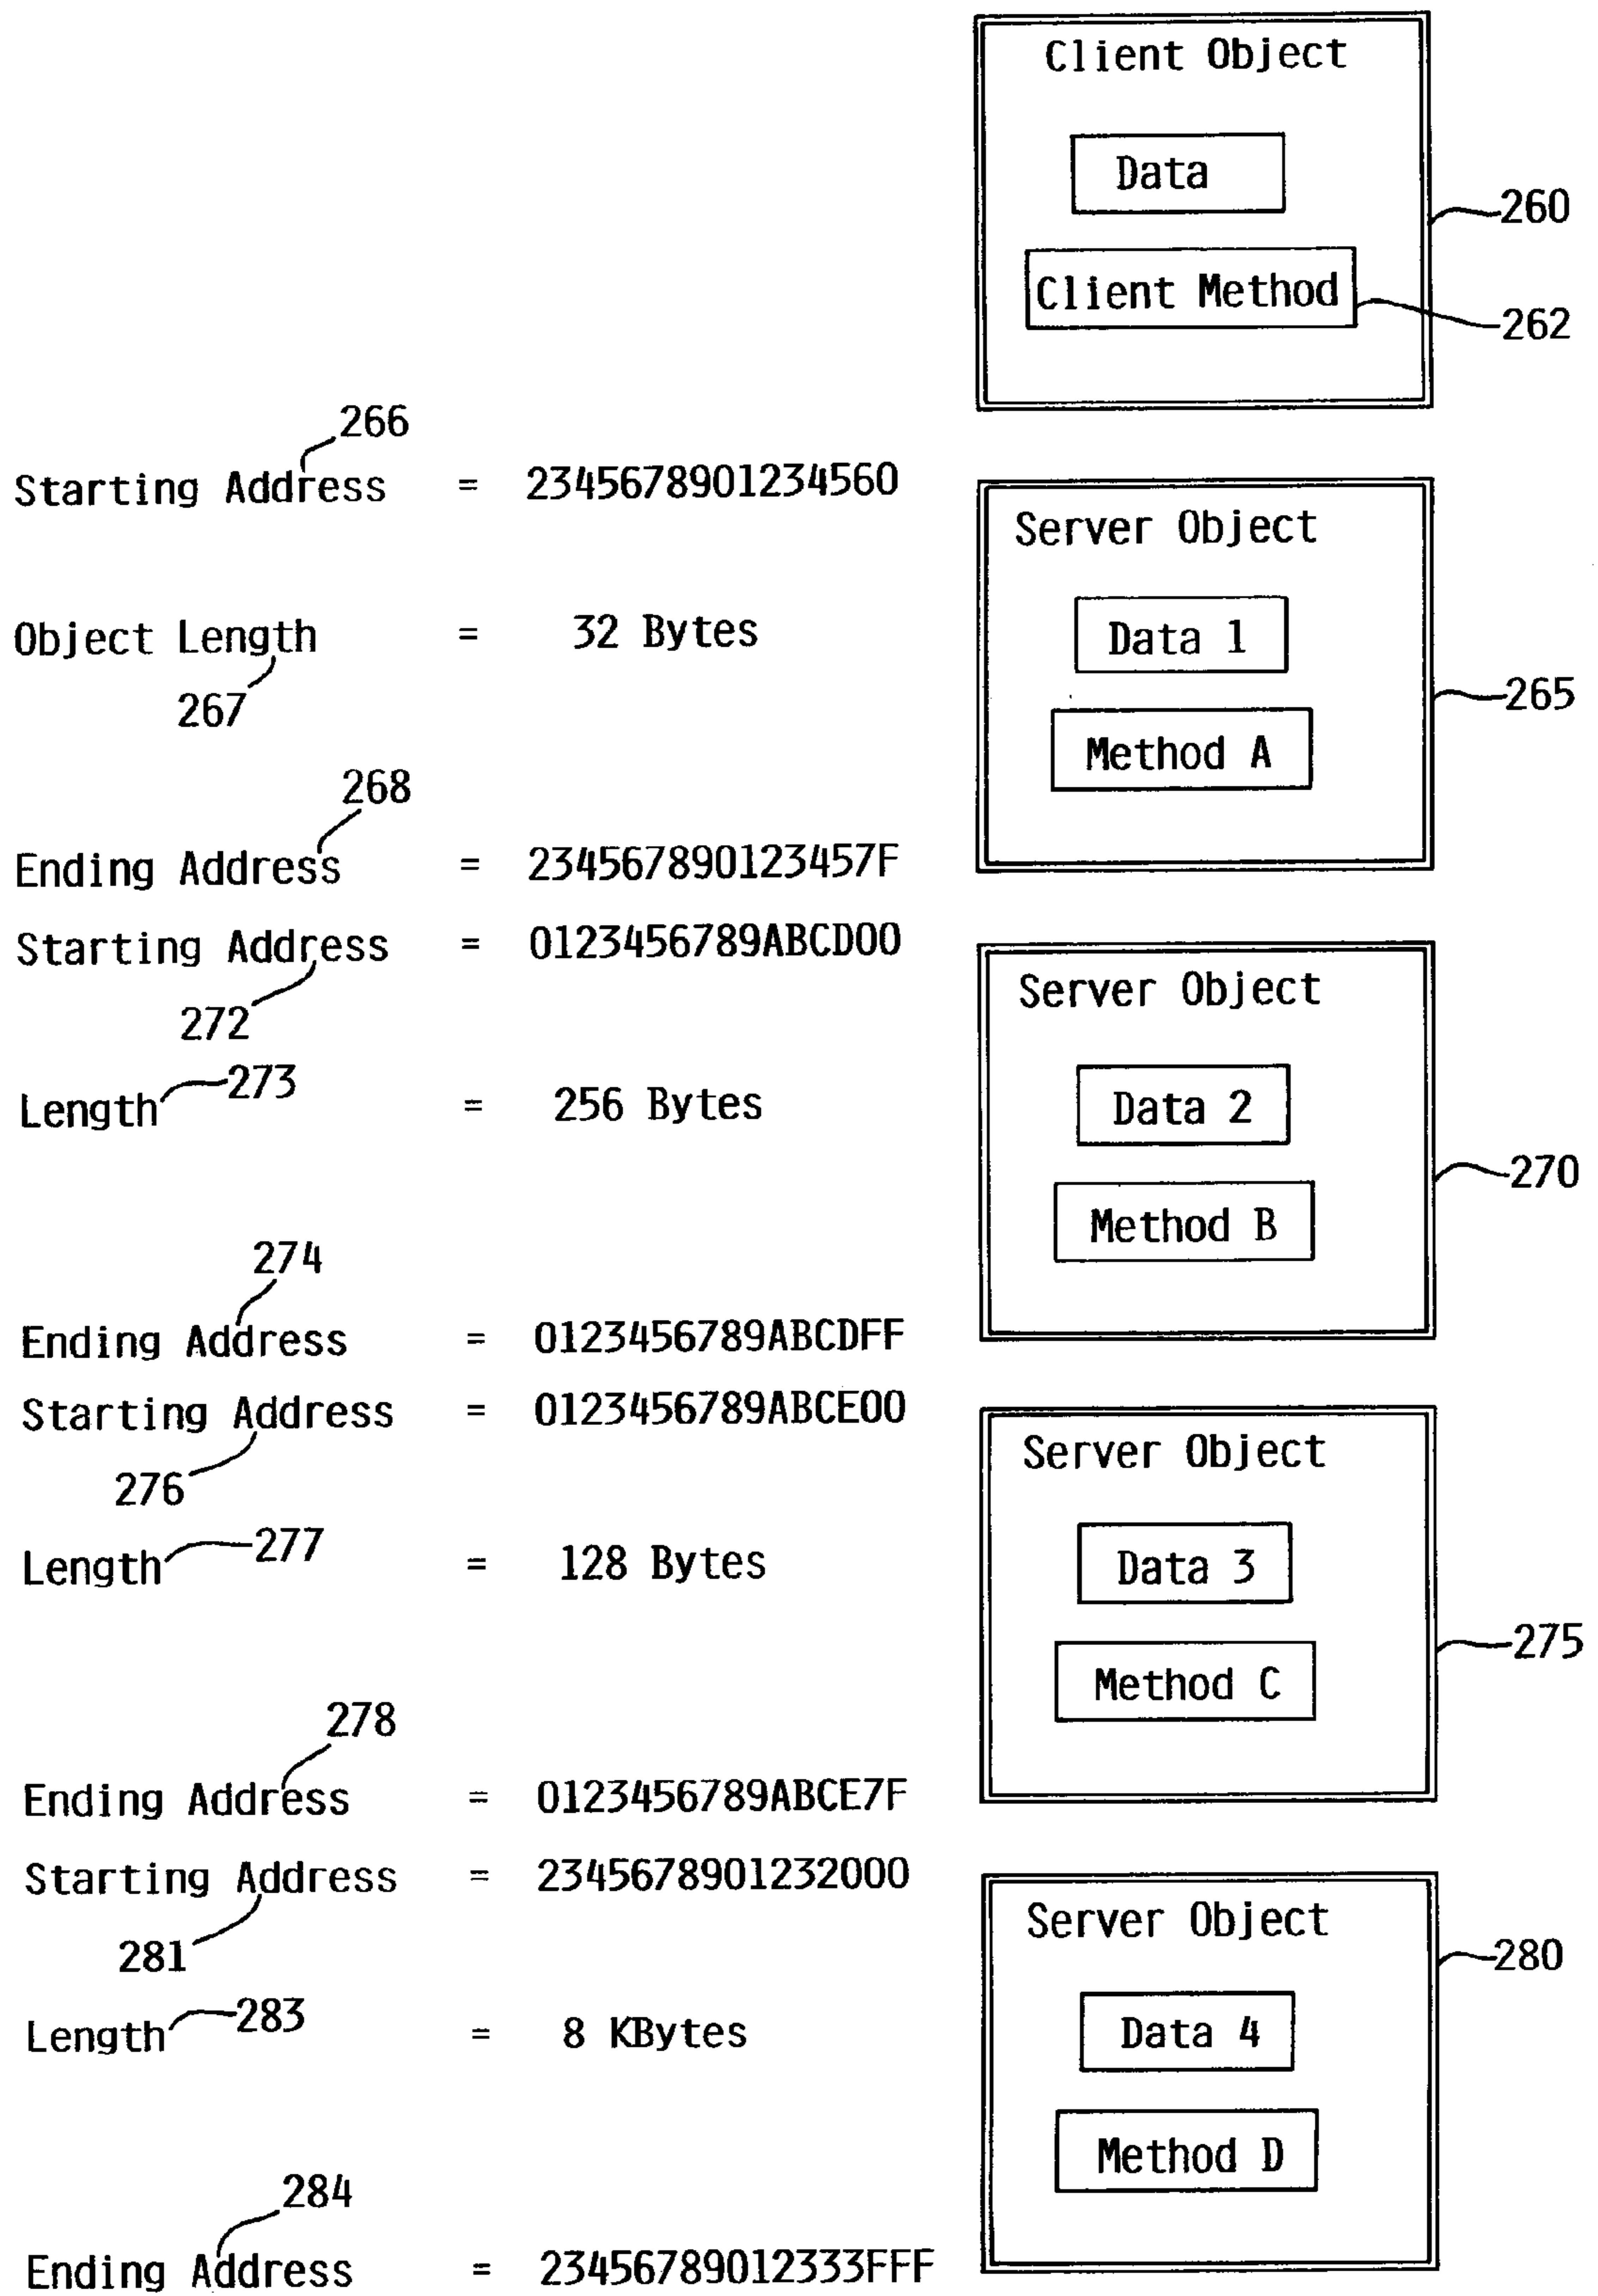 Client Object
Data
260
Client Method
262
266
Starting Address = 2345678901234560
Server Object
Object Length = 32 Bytes
Data 1
267
265
Method A
268
Ending Address = 234567890123457F
Starting Address = 0123456789ABCD00
Server Object
272
Length 273 = 256 Bytes
Data 2
270
Method B
274
Ending Address = 0123456789ABCDFF
Starting Address = 0123456789ABCE00
Server Object
276
Length 277 = 128 Bytes
Data 3
275
Method C
278
Ending Address = 0123456789ABCE7F
Starting Address = 2345678901232000
Server Object
281
280
Length 283 = 8 KBytes
Data 4
Method D
284
Ending Address = 23456789012333FFF